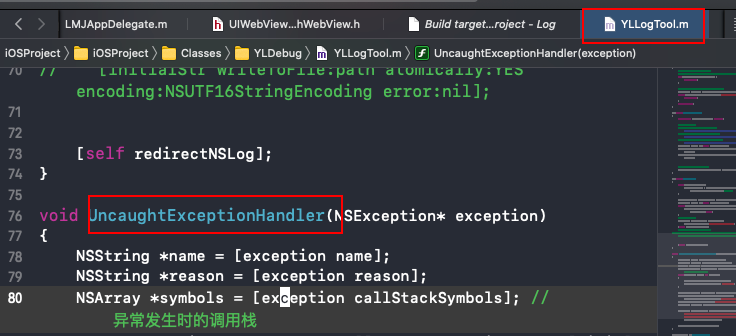 LMJAppDelegate.m UIWebView...hWebView.h Build target...roject - Log YLLogTool.m
iOSProject iOSProject Classes YLDebug YLLogTool.m UncaughtExceptionHandler(exception)
70 // [initialStr writeToFile:path atomically:YES
encoding:NSUTF16StringEncoding error:nil];
71
72
73 [self redirectNSLog];
74 }
75
76 void UncaughtExceptionHandler(NSException* exception)
77 {
78 NSString *name = [exception name];
79 NSString *reason = [exception reason];
80 NSArray *symbols = [exception callStackSymbols]; //
异常发生时的调用栈